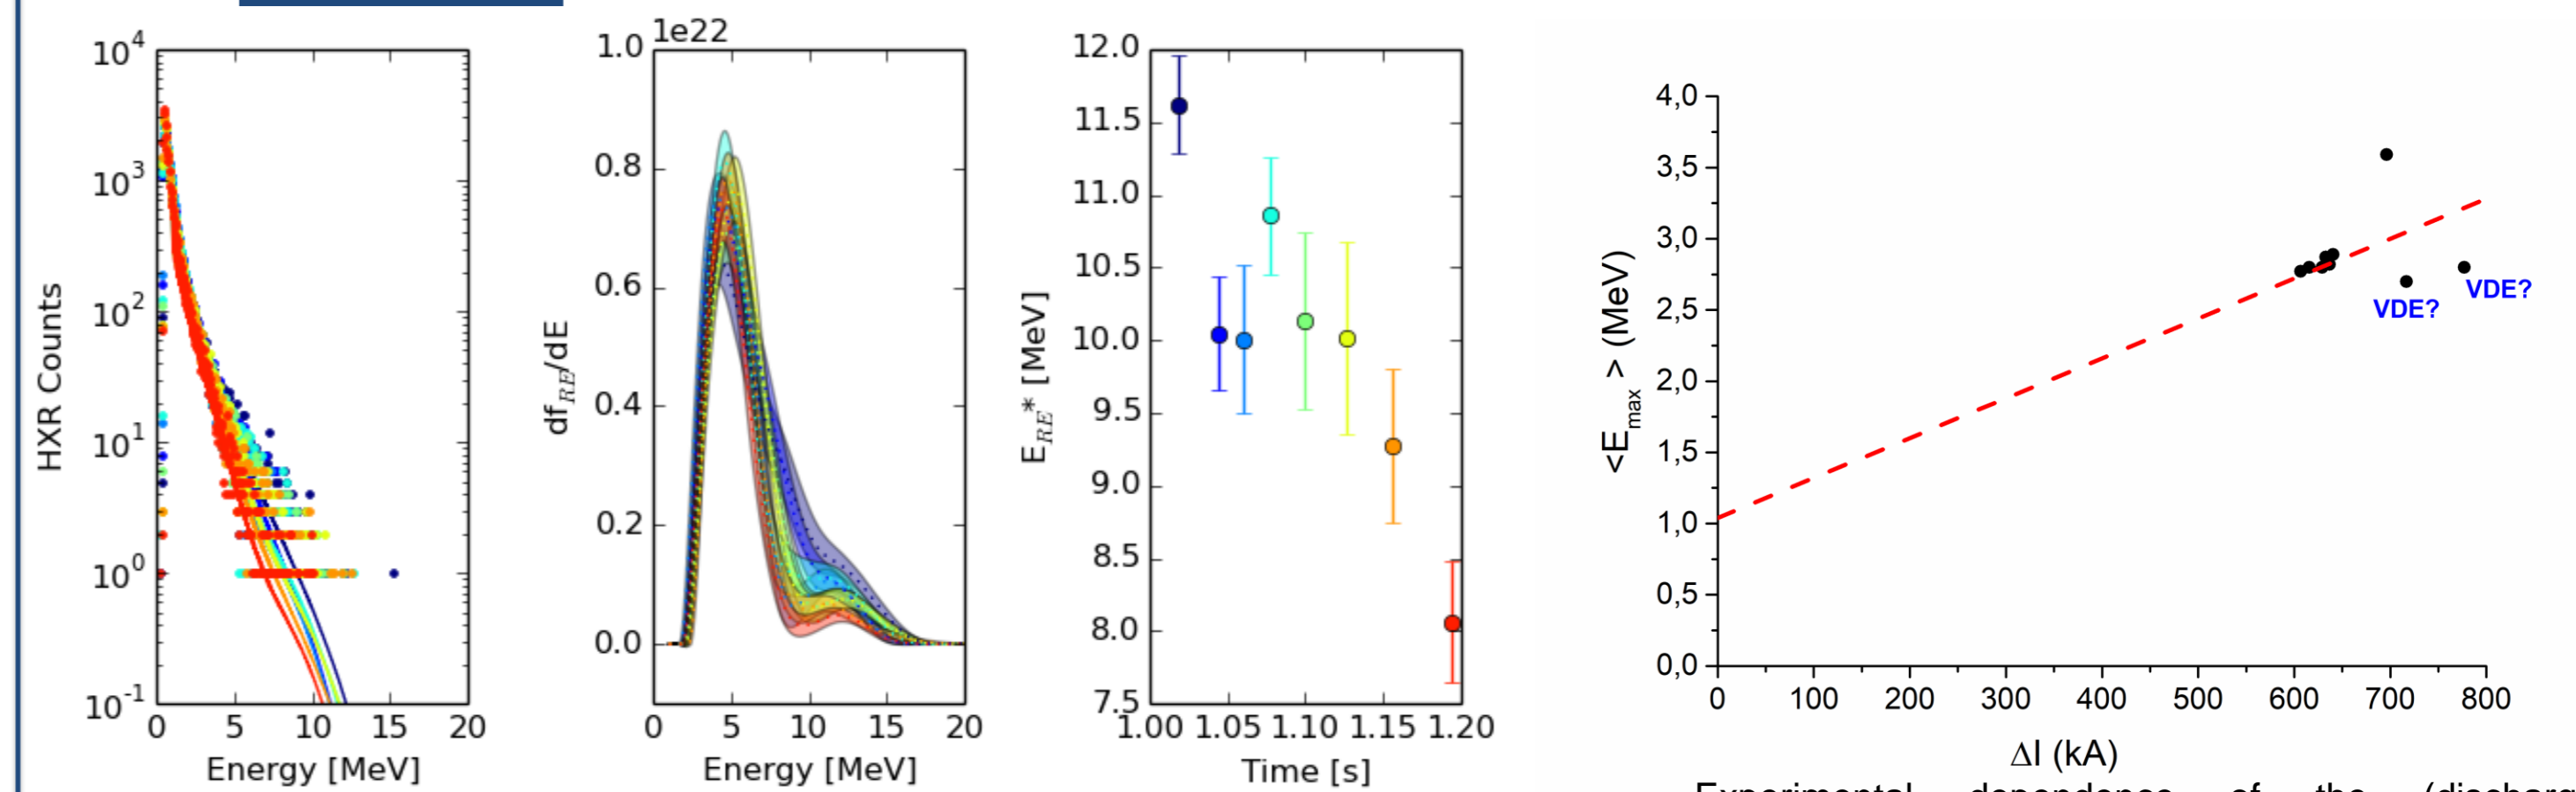 10^4
10^3
10^2
10^1
10^0
10^-1
HXR Counts
0 5 10 15 20
Energy [MeV]
1e22
1.0
0.8
0.6
0.4
0.2
0.0
df_RE/dE
0 5 10 15 20
Energy [MeV]
12.0
11.5
11.0
10.5
10.0
9.5
9.0
8.5
8.0
7.5
E_RE* [MeV]
1.00 1.05 1.10 1.15 1.20
Time [s]
4,0
3,5
3,0
2,5
2,0
1,5
1,0
0,5
0,0
<E_max > (MeV)
VDE?
VDE?
0 100 200 300 400 500 600 700 800
ΔI (kA)
Experimental dependence of the (discharg